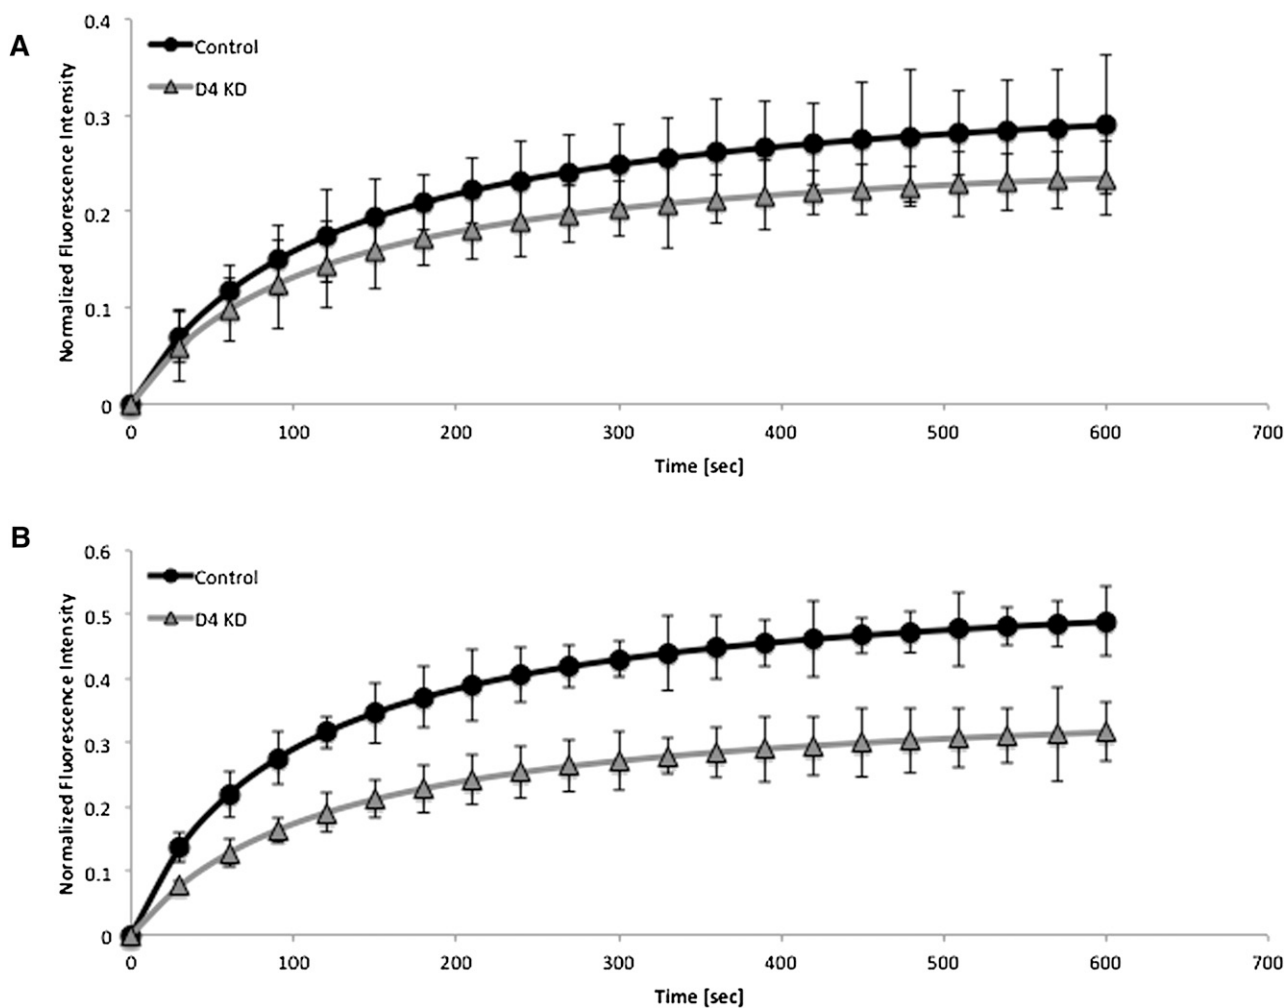 A
0.4
0.3
0.2
0.1
0
Normalized Fluorescence Intensity
Control
D4 KD
0 100 200 300 400 500 600 700
Time [sec]
B
0.6
0.5
0.4
0.3
0.2
0.1
0
Normalized Fluorescence Intensity
Control
D4 KD
0 100 200 300 400 500 600 700
Time [sec]